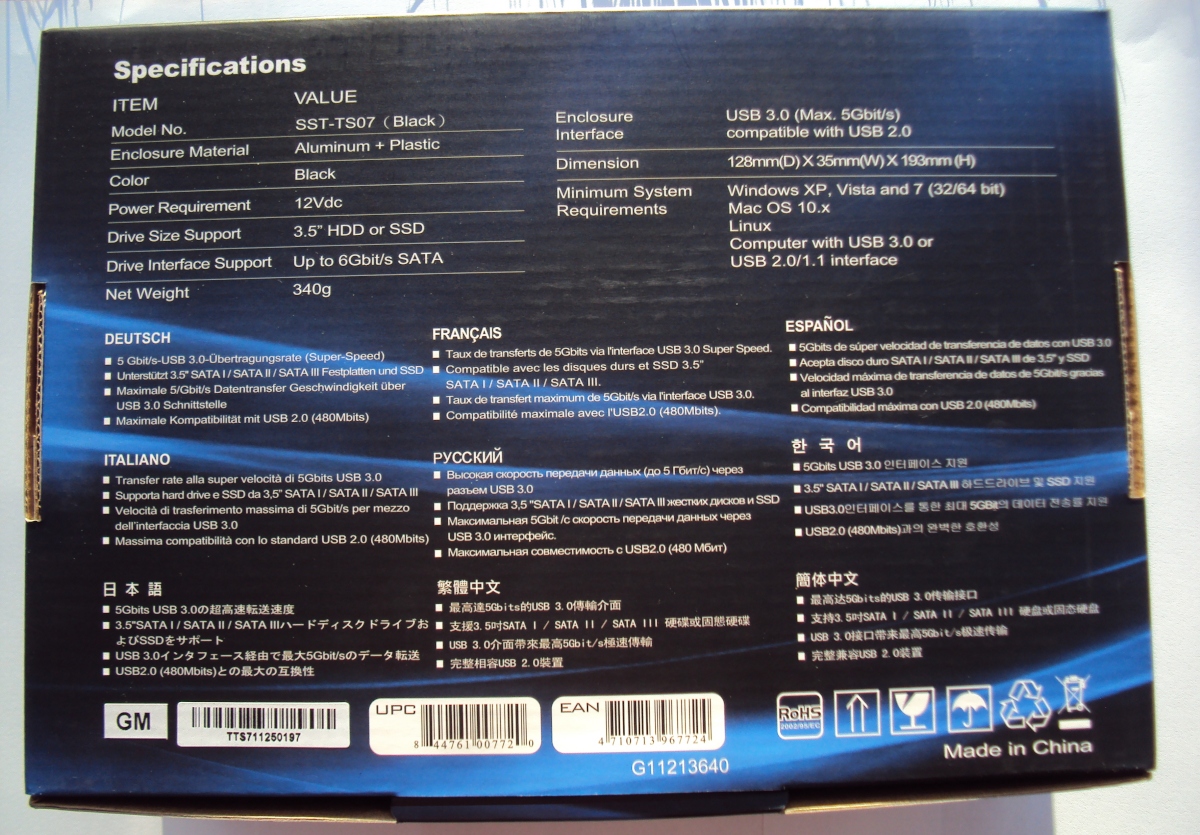 Specifications
ITEM VALUE
Model No. SST-TS07（Black）
Enclosure Material Aluminum + Plastic
Color Black
Power Requirement 12Vdc
Drive Size Support 3.5" HDD or SSD
Drive Interface Support Up to 6Gbit/s SATA
Net Weight 340g
Enclosure Interface USB 3.0 (Max. 5Gbit/s)
compatible with USB 2.0
Dimension 128mm(D) X 35mm(W) X 193mm (H)
Minimum System Requirements Windows XP, Vista and 7 (32/64 bit)
Mac OS 10.x
Linux
Computer with USB 3.0 or
USB 2.0/1.1 interface
DEUTSCH
5 Gbit/s-USB 3.0-Übertragungsrate (Super-Speed)
Unterstützt 3.5" SATA I / SATA II / SATA III Festplatten und SSD
Maximale 5/Gbit/s Datentransfer Geschwindigkeit über
USB 3.0 Schnittstelle
Maximale Kompatibilität mit USB 2.0 (480Mbits)
FRANÇAIS
Taux de transferts de 5Gbits via l'interface USB 3.0 Super Speed.
Compatible avec les disques durs et SSD 3.5"
SATA I / SATA II / SATA III.
Taux de transfert maximum de 5Gbit/s via l'interface USB 3.0.
Compatibilité maximale avec l'USB2.0 (480Mbits).
ESPAÑOL
5Gbits de súper velocidad de transferencia de datos con USB 3.0
Acepta disco duro SATA I / SATA II / SATA III de 3,5" y SSD
Velocidad máxima de transferencia de datos de 5Gbit/s gracias
al interfaz USB 3.0
Compatibilidad máxima con USB 2.0 (480Mbits)
ITALIANO
Transfer rate alla super velocità di 5Gbits USB 3.0
Supporta hard drive e SSD da 3,5" SATA I / SATA II / SATA III
Velocità di trasferimento massima di 5Gbit/s per mezzo
dell'interfaccia USB 3.0
Massima compatibilità con lo standard USB 2.0 (480Mbits)
РУССКИЙ
Высокая скорость передачи данных (до 5 Гбит/с) через
разъем USB 3.0
Поддержка 3,5 "SATA I / SATA II / SATA III жестких дисков и SSD
Максимальная 5Gbit /с скорость передачи данных через
USB 3.0 интерфейс.
Максимальная совместимость с USB2.0 (480 Мбит)
한 국 어
5Gbits USB 3.0 인터페이스 지원
3.5" SATA I / SATA II / SATA III 하드드라이브 및 SSD 지원
USB3.0인터페이스를 통한 최대 5GBit의 데이터 전송률 지원
USB2.0 (480Mbits)과의 완벽한 호환성
日 本 語
5Gbits USB 3.0の超高速転送速度
3.5"SATA I / SATA II / SATA IIIハードディスクドライブお
よびSSDをサポート
USB 3.0インタフェース経由で最大5Gbit/sのデータ転送
USB2.0 (480Mbits)との最大の互換性
繁體中文
最高達5Gbits的USB 3.0傳輸介面
支援3.5吋SATA I / SATA II / SATA III 硬碟或固態硬碟
USB 3.0介面帶來最高5Gbit/s極速傳輸
完整相容USB 2.0裝置
簡体中文
最高达5Gbits的USB 3.0传输接口
支持3.5吋SATA I / SATA II / SATA III 硬盘或固态硬盘
USB 3.0接口带来最高5Gbit/s极速传输
完整兼容USB 2.0装置
GM
TTS711250197
UPC
8 44761 00772 0
EAN
4 710713 967724
RoHS
2002/95/EC
G11213640
Made in China